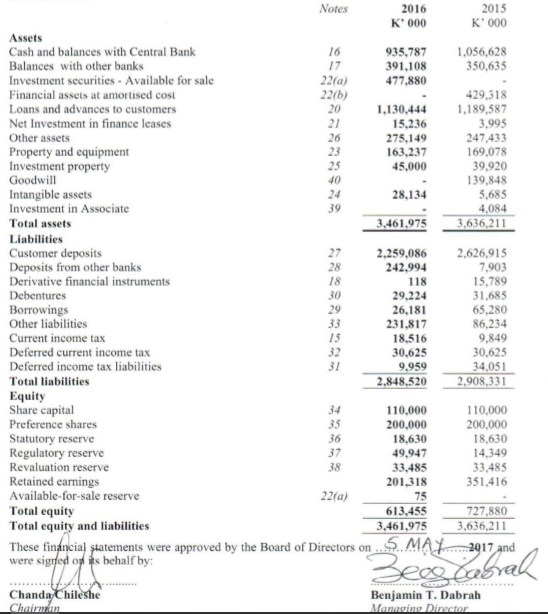 Notes 2016 2015
K' 000 K' 000
Assets
Cash and balances with Central Bank 16 935,787 1,056,628
Balances with other banks 17 391,108 350,635
Investment securities - Available for sale 22(a) 477,880 -
Financial assets at amortised cost 22(b) - 429,318
Loans and advances to customers 20 1,130,444 1,189,587
Net Investment in finance leases 21 15,236 3,995
Other assets 26 275,149 247,433
Property and equipment 23 163,237 169,078
Investment property 25 45,000 39,920
Goodwill 40 - 139,848
Intangible assets 24 28,134 5,685
Investment in Associate 39 - 4,084
Total assets 3,461,975 3,636,211
Liabilities
Customer deposits 27 2,259,086 2,626,915
Deposits from other banks 28 242,994 7,903
Derivative financial instruments 18 118 15,789
Debentures 30 29,224 31,685
Borrowings 29 26,181 65,280
Other liabilities 33 231,817 86,234
Current income tax 15 18,516 9,849
Deferred current income tax 32 30,625 30,625
Deferred income tax liabilities 31 9,959 34,051
Total liabilities 2,848,520 2,908,331
Equity
Share capital 34 110,000 110,000
Preference shares 35 200,000 200,000
Statutory reserve 36 18,630 18,630
Regulatory reserve 37 49,947 14,349
Revaluation reserve 38 33,485 33,485
Retained earnings 201,318 351,416
Available-for-sale reserve 22(a) 75 -
Total equity 613,455 727,880
Total equity and liabilities 3,461,975 3,636,211
These financial statements were approved by the Board of Directors on ..5 MAY........2017 and
were signed on its behalf by:
Chanda Chileshe Benjamin T. Dabrah
Chairman Managing Director